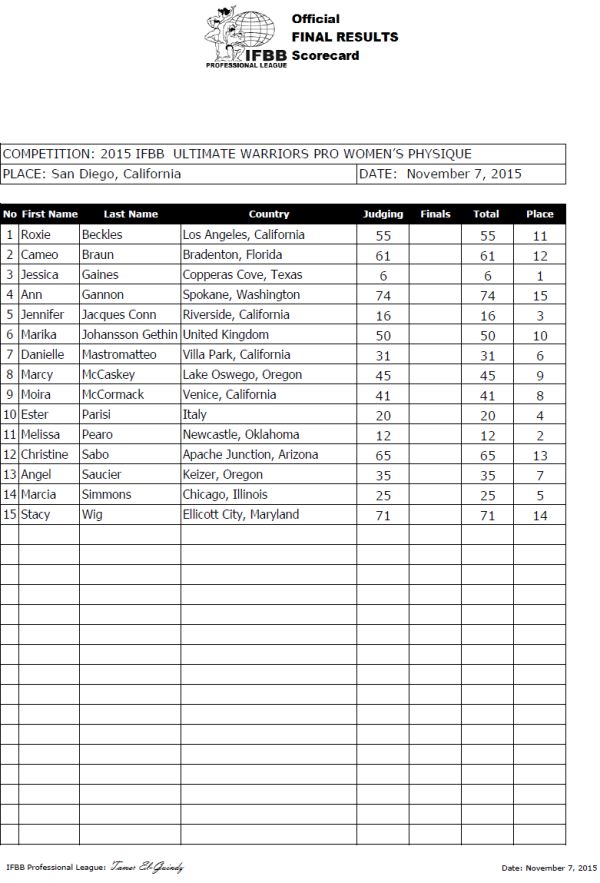 Official
FINAL RESULTS
Scorecard
IFBB
PROFESSIONAL LEAGUE
COMPETITION: 2015 IFBB ULTIMATE WARRIORS PRO WOMEN'S PHYSIQUE
PLACE: San Diego, California DATE: November 7, 2015
No First Name Last Name Country Judging Finals Total Place
1 Roxie Beckles Los Angeles, California 55 55 11
2 Cameo Braun Bradenton, Florida 61 61 12
3 Jessica Gaines Copperas Cove, Texas 6 6 1
4 Ann Gannon Spokane, Washington 74 74 15
5 Jennifer Jacques Conn Riverside, California 16 16 3
6 Marika Johansson Gethin United Kingdom 50 50 10
7 Danielle Mastromatteo Villa Park, California 31 31 6
8 Marcy McCaskey Lake Oswego, Oregon 45 45 9
9 Moira McCormack Venice, California 41 41 8
10 Ester Parisi Italy 20 20 4
11 Melissa Pearo Newcastle, Oklahoma 12 12 2
12 Christine Sabo Apache Junction, Arizona 65 65 13
13 Angel Saucier Keizer, Oregon 35 35 7
14 Marcia Simmons Chicago, Illinois 25 25 5
15 Stacy Wig Ellicott City, Maryland 71 71 14
IFBB Professional League: Tamer El-Guindy Date: November 7, 2015